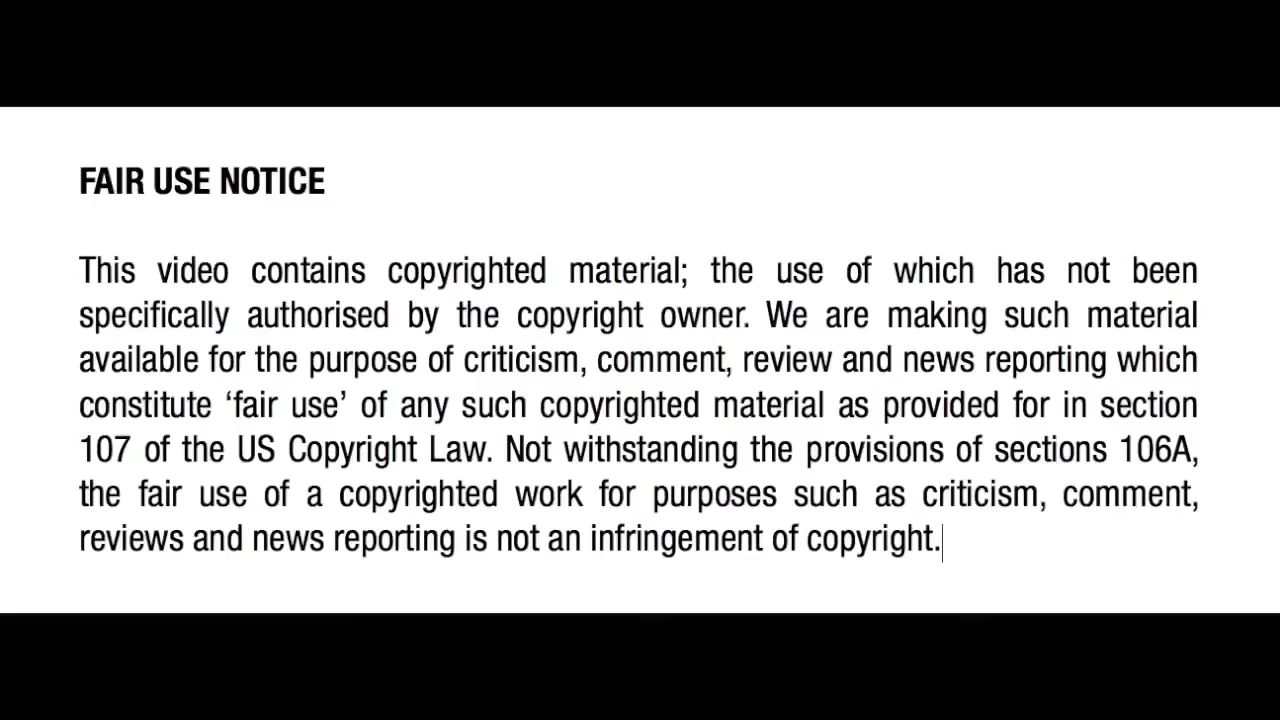 FAIR USE NOTICE
This video contains copyrighted material; the use of which has not been
specifically authorised by the copyright owner. We are making such material
available for the purpose of criticism, comment, review and news reporting which
constitute ‘fair use’ of any such copyrighted material as provided for in section
107 of the US Copyright Law. Not withstanding the provisions of sections 106A,
the fair use of a copyrighted work for purposes such as criticism, comment,
reviews and news reporting is not an infringement of copyright.